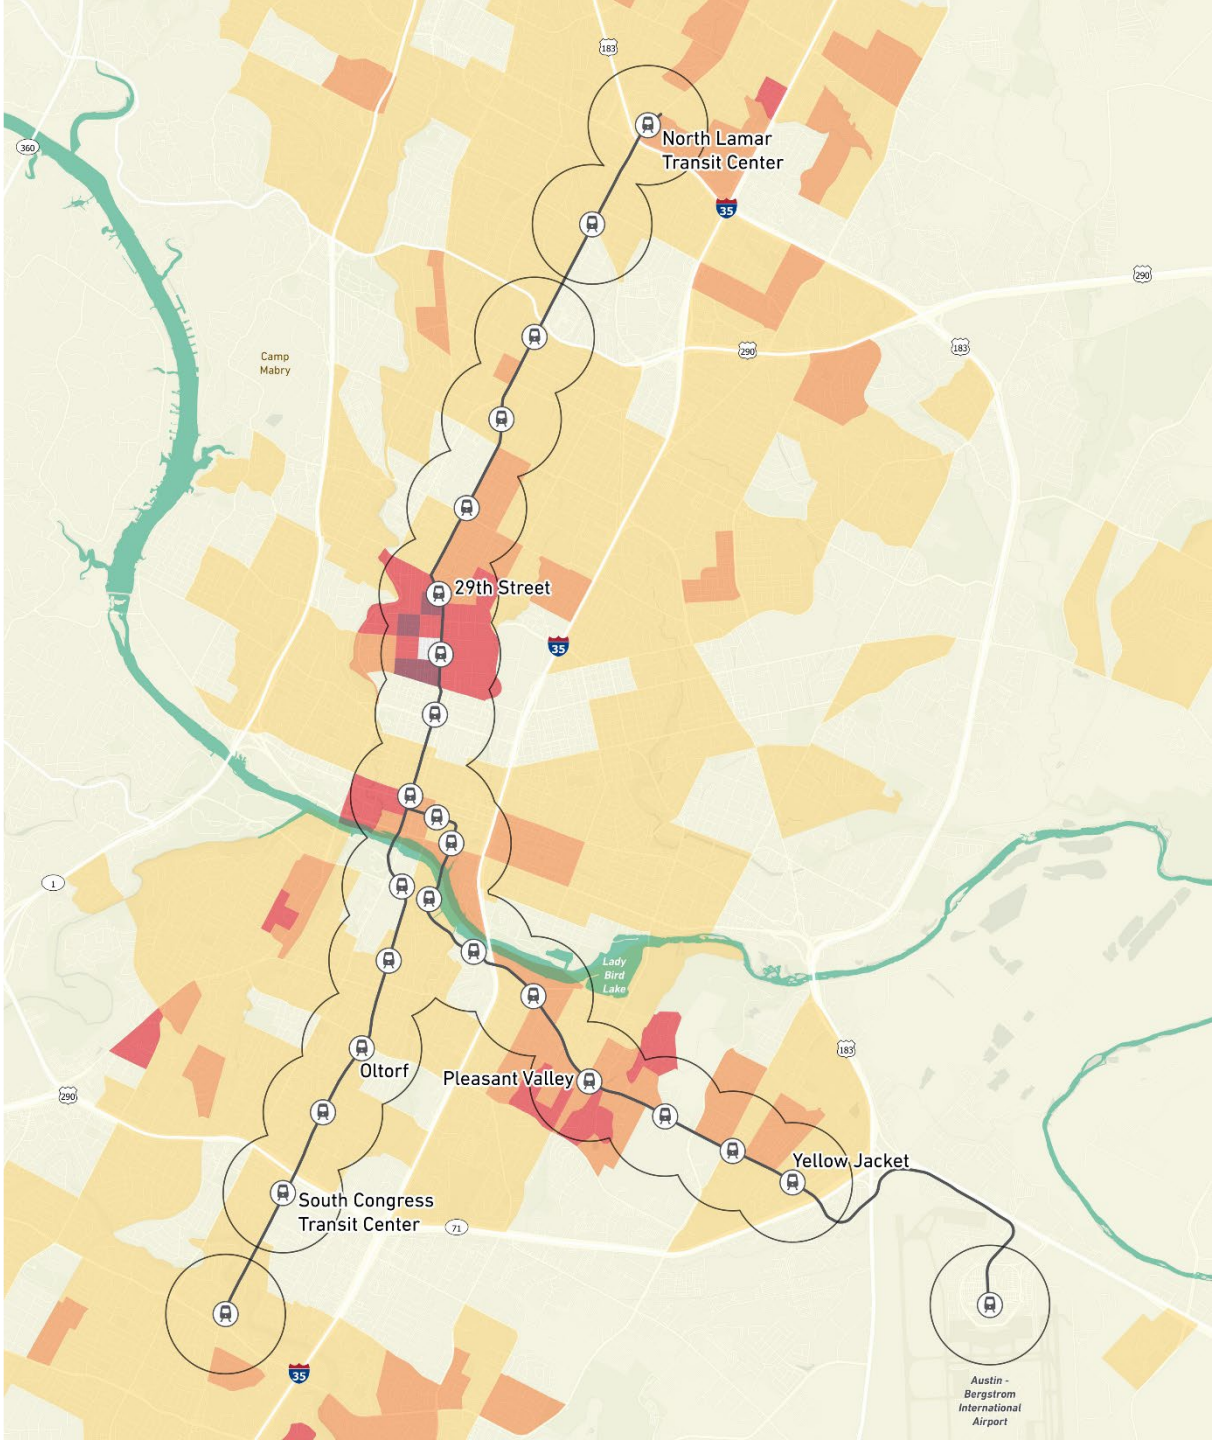 183
North Lamar
Transit Center
360
35
290
183
290
Camp
Mabry
29th Street
35
1
Lady
Bird
Lake
183
Oltorf
Pleasant Valley
290
Yellow Jacket
South Congress
Transit Center
71
35
Austin -
Bergstrom
International
Airport